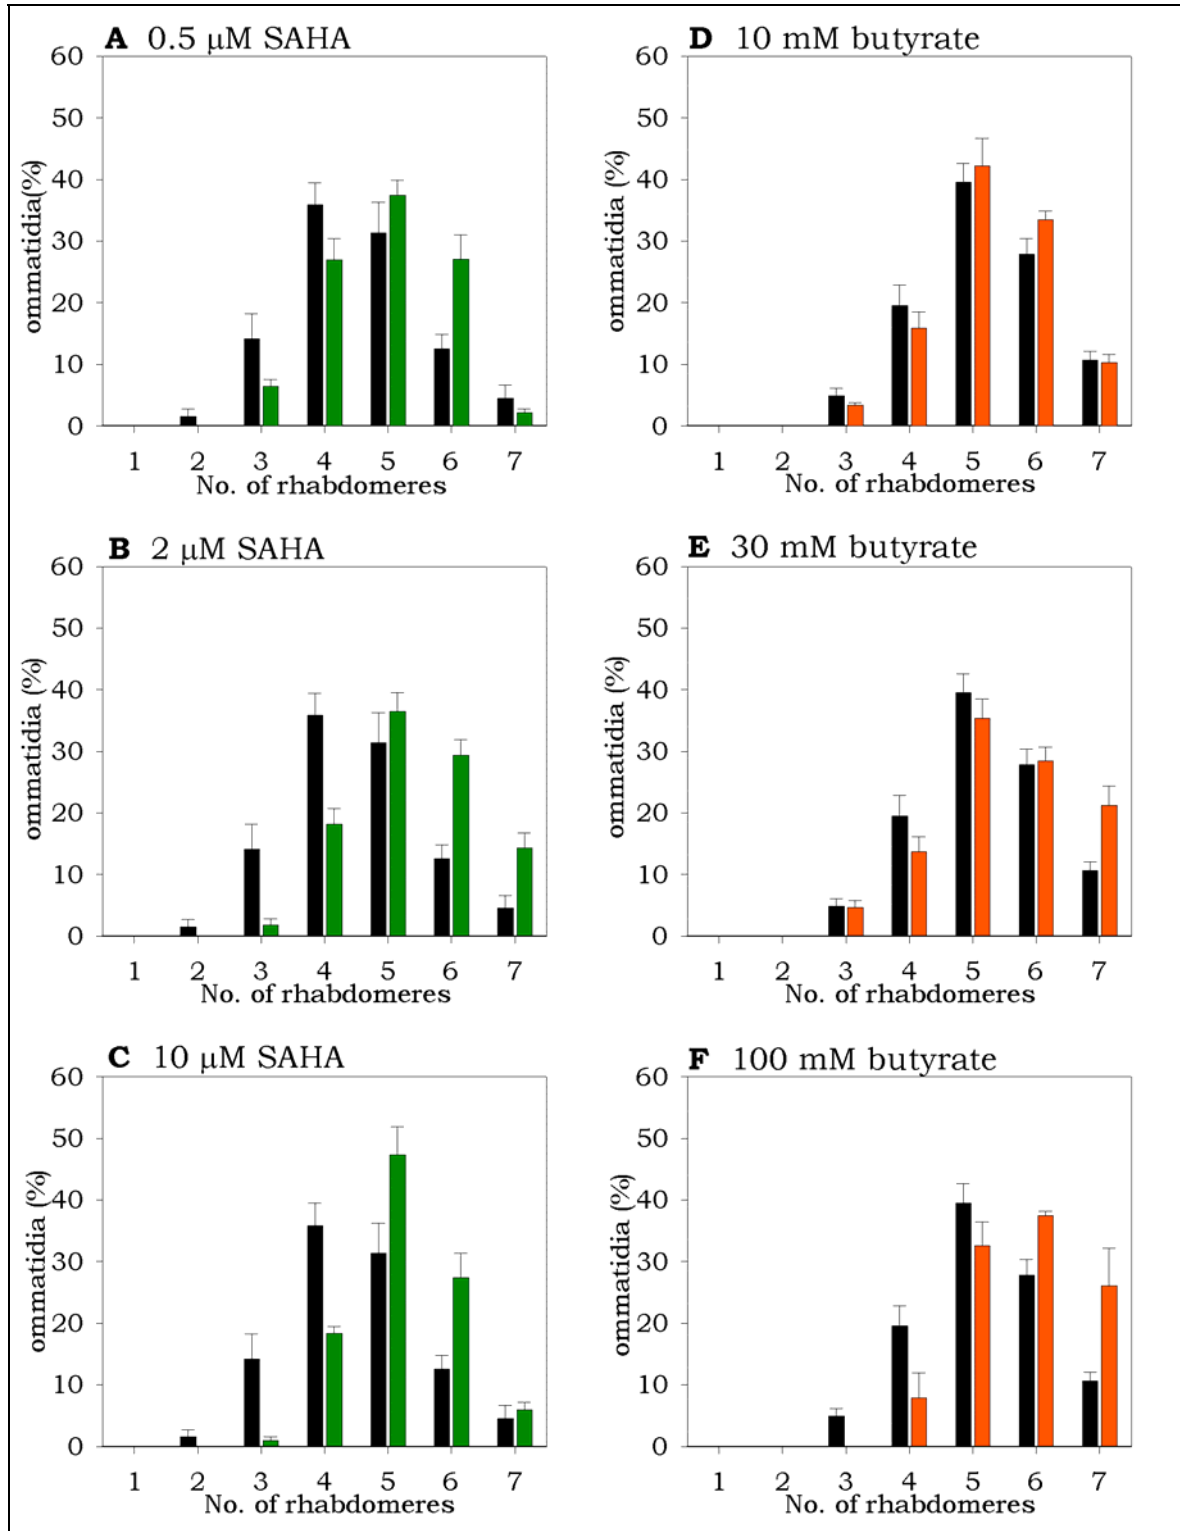 A 0.5 μM SAHA
60
50
40
30
20
10
0
ommatidia(%)
1 2 3 4 5 6 7
No. of rhabdomeres
D 10 mM butyrate
60
50
40
30
20
10
0
ommatidia (%)
1 2 3 4 5 6 7
No. of rhabdomeres
B 2 μM SAHA
60
50
40
30
20
10
0
ommatidia (%)
1 2 3 4 5 6 7
No. of rhabdomeres
E 30 mM butyrate
60
50
40
30
20
10
0
ommatidia (%)
1 2 3 4 5 6 7
No. of rhabdomeres
C 10 μM SAHA
60
50
40
30
20
10
0
ommatidia (%)
1 2 3 4 5 6 7
No. of rhabdomeres
F 100 mM butyrate
60
50
40
30
20
10
0
ommatidia (%)
1 2 3 4 5 6 7
No. of rhabdomeres